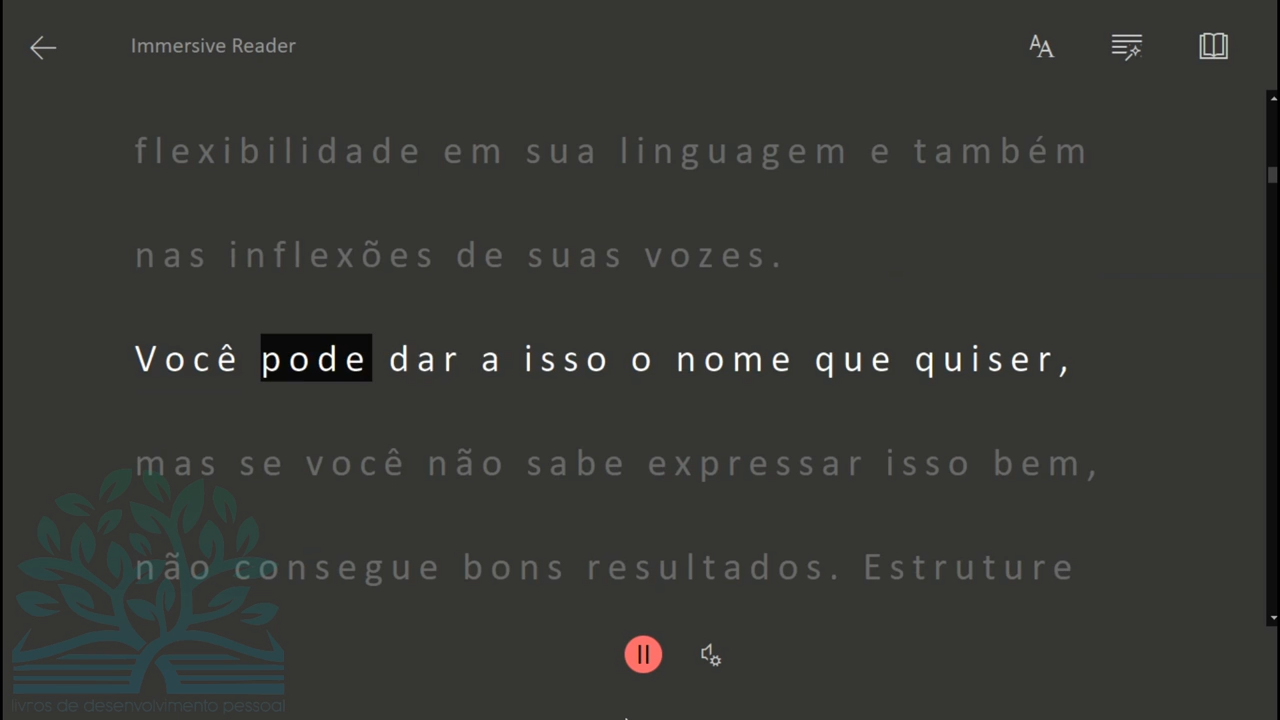 Immersive Reader
flexibilidade em sua linguagem e também
nas inflexões de suas vozes.
Você pode dar a isso o nome que quiser,
mas se você não sabe expressar isso bem,
não consegue bons resultados. Estruture
livros de desenvolvimento pessoal